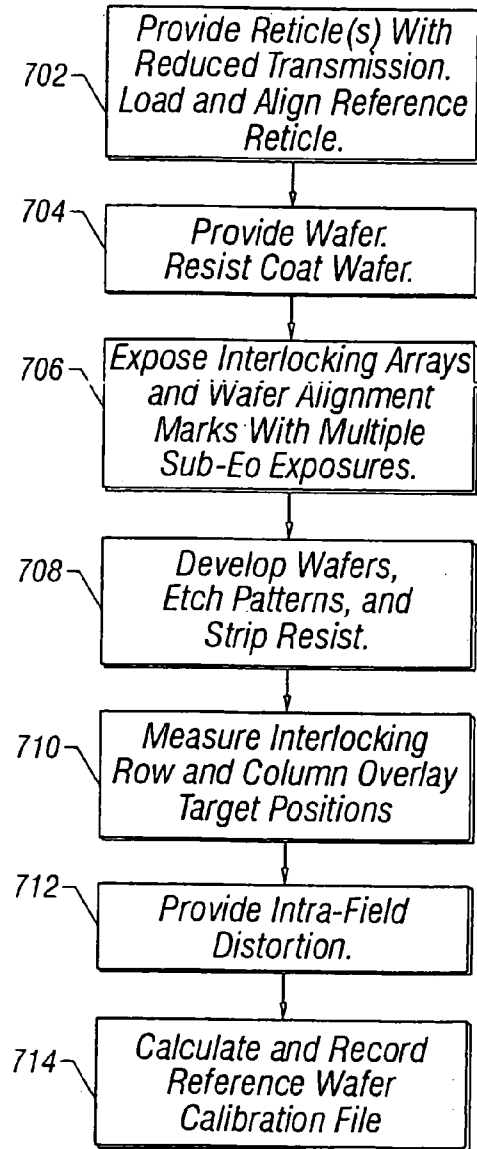 702
Provide Reticle(s) With
Reduced Transmission.
Load and Align Reference
Reticle.
704
Provide Wafer.
Resist Coat Wafer.
706
Expose Interlocking Arrays
and Wafer Alignment
Marks With Multiple
Sub-Eo Exposures.
708
Develop Wafers,
Etch Patterns, and
Strip Resist.
710
Measure Interlocking
Row and Column Overlay
Target Positions
712
Provide Intra-Field
Distortion.
714
Calculate and Record
Reference Wafer
Calibration File